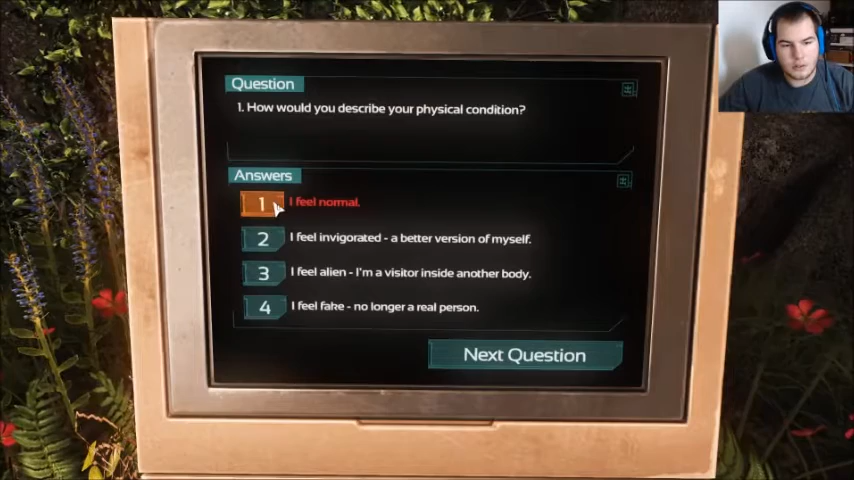 Question
1. How would you describe your physical condition?
Answers
1 I feel normal.
2 I feel invigorated - a better version of myself.
3 I feel alien - I'm a visitor inside another body.
4 I feel fake - no longer a real person.
Next Question